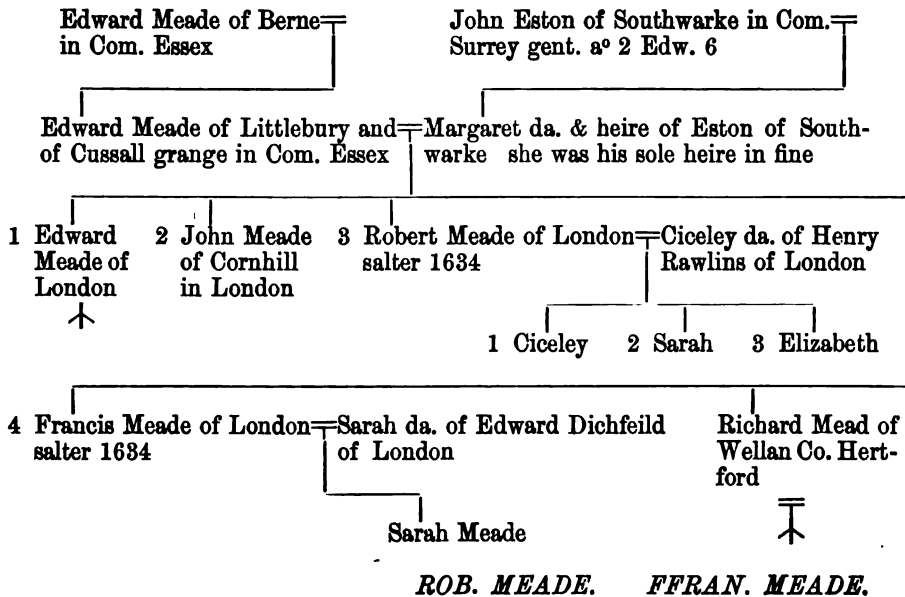 Edward Meade of Berne
in Com. Essex
John Eston of Southwarke in Com.
Surrey gent. aº 2 Edw. 6
Edward Meade of Littlebury and
of Cussall grange in Com. Essex
Margaret da. & heire of Eston of South-
warke she was his sole heire in fine
1 Edward
Meade of
London
2 John Meade
of Cornhill
in London
3 Robert Meade of London
salter 1634
Ciceley da. of Henry
Rawlins of London
1 Ciceley
2 Sarah
3 Elizabeth
4 Francis Meade of London
salter 1634
Sarah da. of Edward Dichfeild
of London
Richard Mead of
Wellan Co. Hert-
ford
Sarah Meade
ROB. MEADE. FFRAN. MEADE.